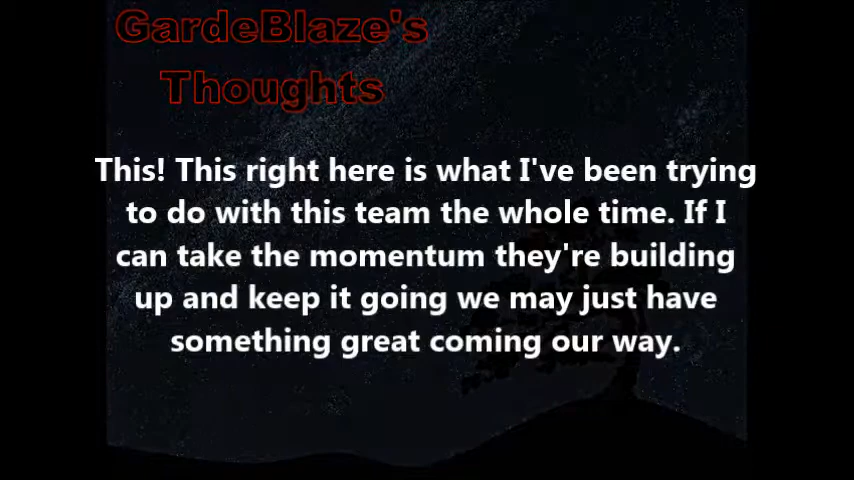 GardeBlaze's
Thoughts
This! This right here is what I've been trying
to do with this team the whole time. If I
can take the momentum they're building
up and keep it going we may just have
something great coming our way.